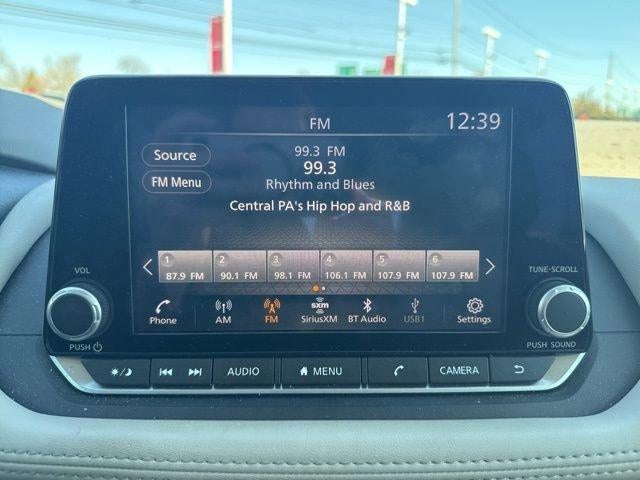 FM 12:39
Source 99.3 FM
99.3
FM Menu Rhythm and Blues
Central PA's Hip Hop and R&B
1 2 3 4 5 6
87.9 FM 90.1 FM 98.1 FM 106.1 FM 107.9 FM 107.9 FM
VOL TUNE-SCROLL
sxm
Phone AM FM SiriusXM BT Audio USB1 Settings
PUSH PUSH SOUND
AUDIO MENU CAMERA